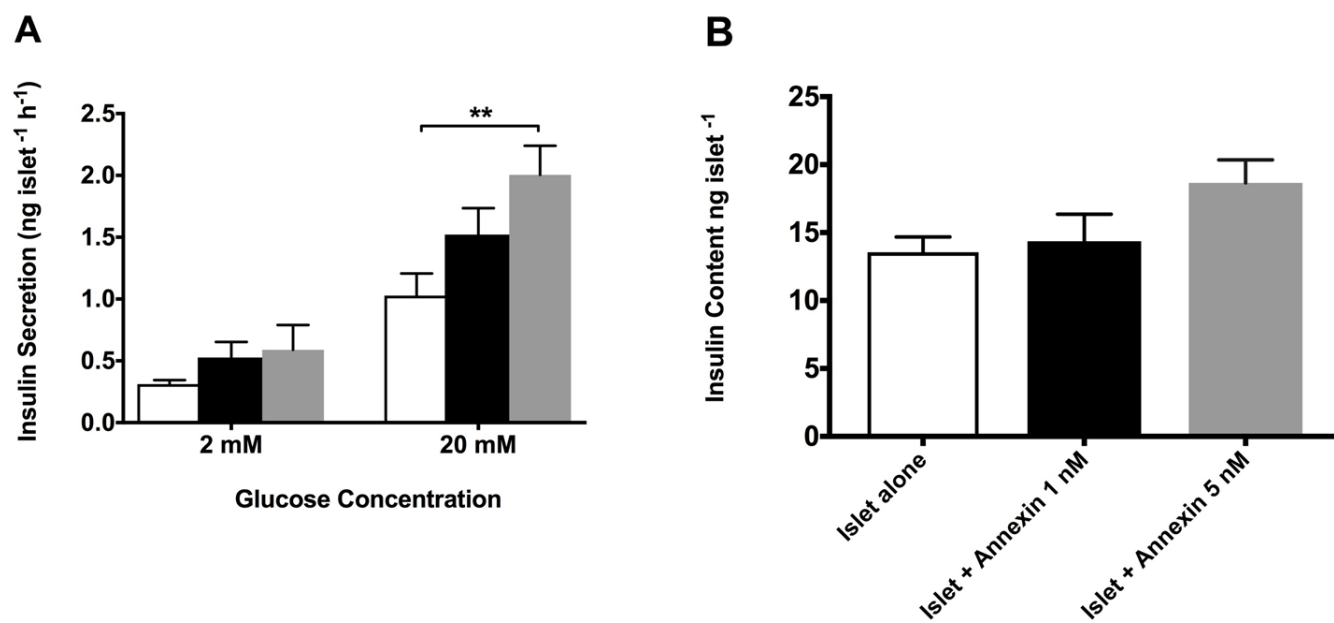 A
Insulin Secretion (ng islet -1 h-1)
2.5
2.0
1.5
1.0
0.5
0.0
**
2 mM
20 mM
Glucose Concentration
B
Insulin Content ng islet -1
25
20
15
10
5
0
Islet alone
Islet + Annexin 1 nM
Islet + Annexin 5 nM